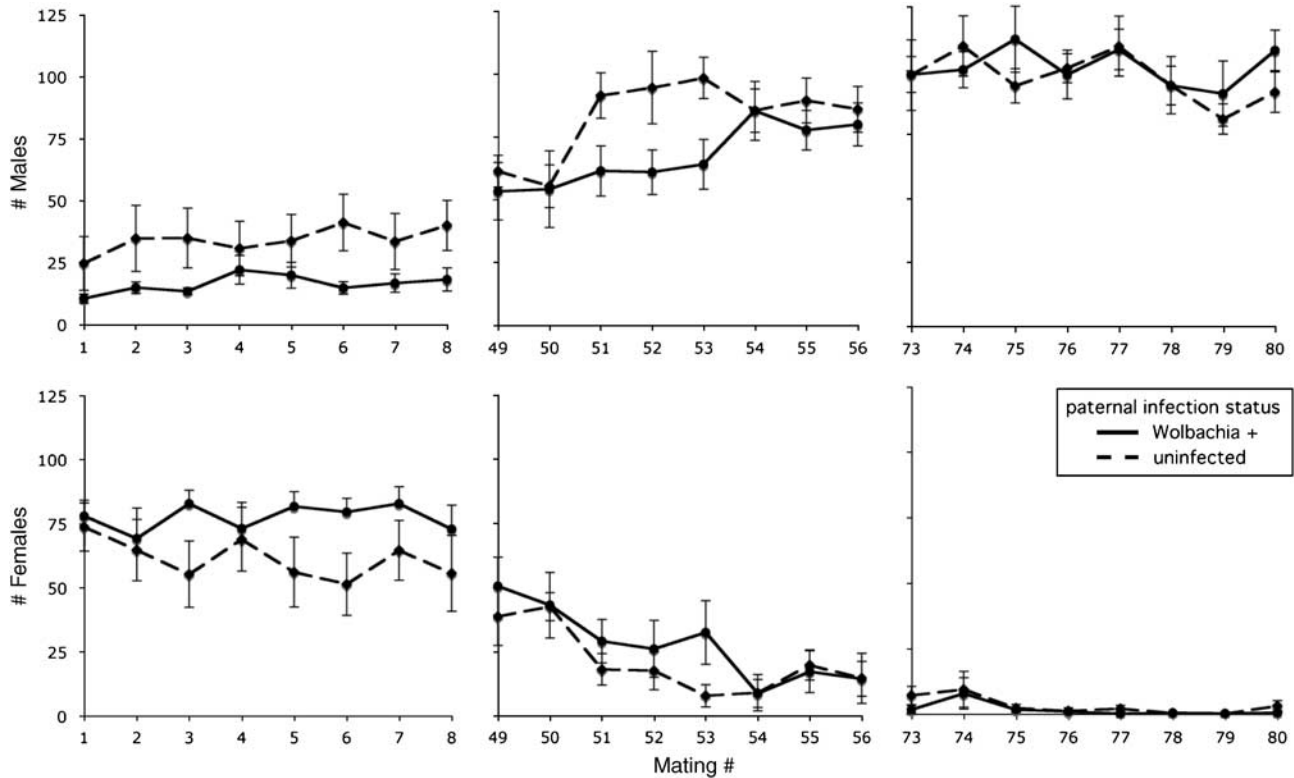 # Males
125
100
75
50
25
0
1 2 3 4 5 6 7 8
49 50 51 52 53 54 55 56
73 74 75 76 77 78 79 80
# Females
125
100
75
50
25
0
1 2 3 4 5 6 7 8
49 50 51 52 53 54 55 56
73 74 75 76 77 78 79 80
paternal infection status
Wolbachia +
uninfected
Mating #